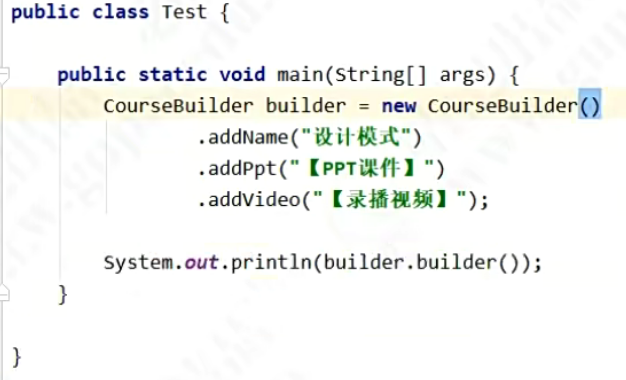 public class Test {
public static void main(String[] args) {
CourseBuilder builder = new CourseBuilder()
.addName("设计模式")
.addPpt("【PPT课件】")
.addVideo("【录播视频】");
System.out.println(builder.builder());
}
}